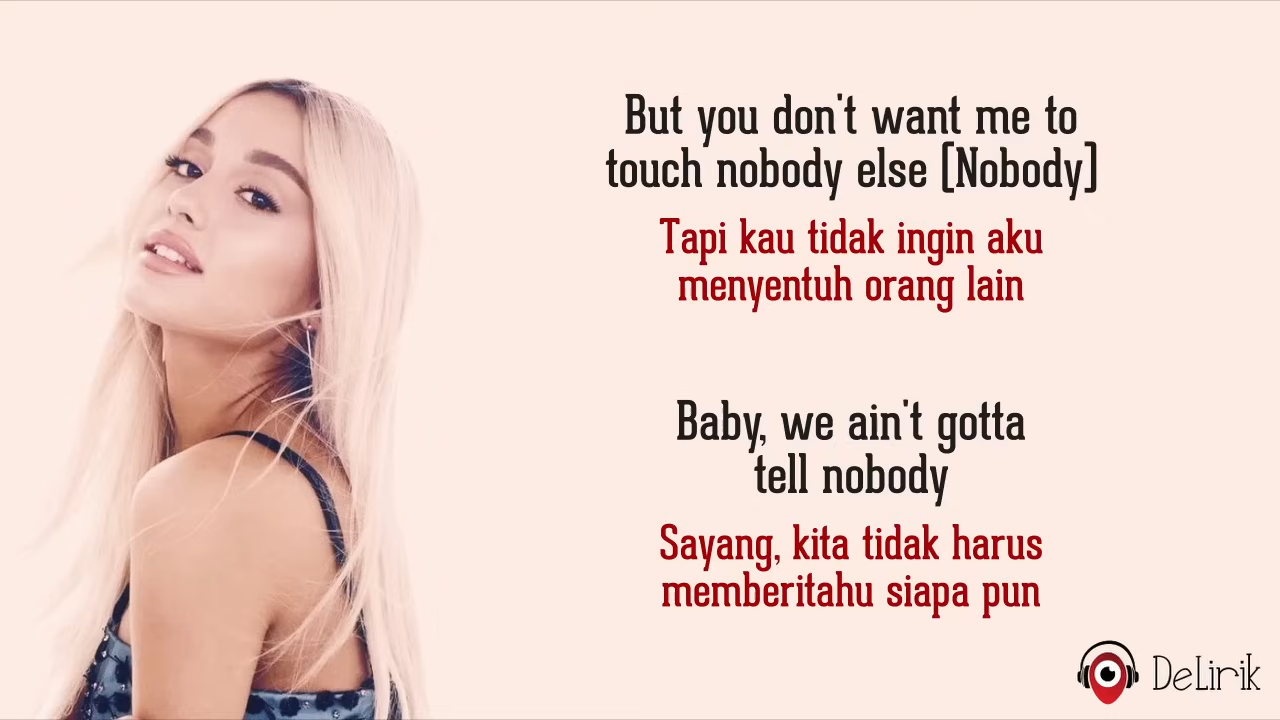 But you don't want me to
touch nobody else [Nobody]
Tapi kau tidak ingin aku
menyentuh orang lain
Baby, we ain't gotta
tell nobody
Sayang, kita tidak harus
memberitahu siapa pun
DeLirik